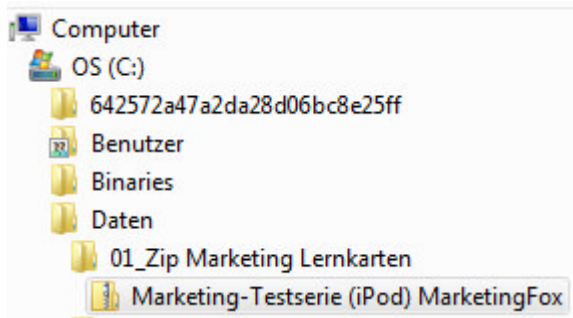 Computer
OS (C:)
642572a47a2da28d06bc8e25ff
Benutzer
Binaries
Daten
01_Zip Marketing Lernkarten
Marketing-Testserie (iPod) MarketingFox